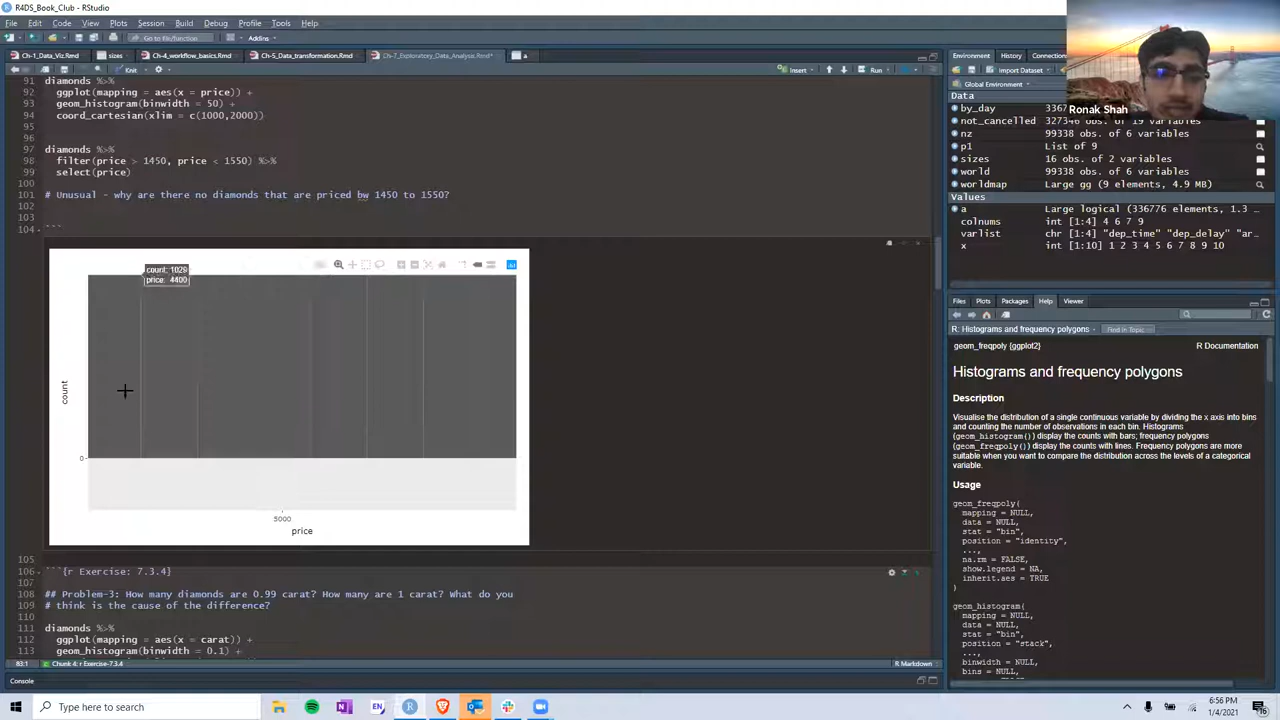 R4DS_Book_Club - RStudio
File Edit Code View Plots Session Build Debug Profile Tools Help
Go to file/function Addins
Ch-1_Data_Viz.Rmd sizes Ch-4_workflow_basics.Rmd Ch-5_Data_transformation.Rmd Ch-7_Exploratory_Data_Analysis.Rmd*
Knit Insert Run
91 diamonds %>%
92 ggplot(mapping = aes(x = price)) +
93 geom_histogram(binwidth = 50) +
94 coord_cartesian(xlim = c(1000,2000))
95
96
97 diamonds %>%
98 filter(price > 1450, price < 1550) %>%
99 select(price)
100
101 # Unusual - why are there no diamonds that are priced bw 1450 to 1550?
102
103
104 ```
count: 1029
price: 4400
count
0
5000
price
105
106 ```{r Exercise: 7.3.4}
107
108 ## Problem-3: How many diamonds are 0.99 carat? How many are 1 carat? What do you
109 # think is the cause of the difference?
110
111 diamonds %>%
112 ggplot(mapping = aes(x = carat)) +
113 geom_histogram(binwidth = 0.1) +
83:1 Chunk 4: r Exercise-7.3.4 R Markdown
Console
Environment History Connection
Import Dataset
Global Environment
Ronak Shah
Data
by_day 3367
not_cancelled 327346 obs. of 19 variables
nz 99338 obs. of 6 variables
p1 List of 9
sizes 16 obs. of 2 variables
world 99338 obs. of 6 variables
worldmap Large gg (9 elements, 4.9 MB)
Values
a Large logical (336776 elements, 1.3
colnums int [1:4] 4 6 7 9
varlist chr [1:4] "dep_time" "dep_delay" "ar…
x int [1:10] 1 2 3 4 5 6 7 8 9 10
Files Plots Packages Help Viewer
R: Histograms and frequency polygons Find in Topic
geom_freqpoly {ggplot2} R Documentation
Histograms and frequency polygons
Description
Visualise the distribution of a single continuous variable by dividing the x axis into bins
and counting the number of observations in each bin. Histograms
(geom_histogram()) display the counts with bars; frequency polygons
(geom_freqpoly()) display the counts with lines. Frequency polygons are more
suitable when you want to compare the distribution across the levels of a categorical
variable.
Usage
geom_freqpoly(
mapping = NULL,
data = NULL,
stat = "bin",
position = "identity",
...,
na.rm = FALSE,
show.legend = NA,
inherit.aes = TRUE
)
geom_histogram(
mapping = NULL,
data = NULL,
stat = "bin",
position = "stack",
...,
binwidth = NULL,
bins = NULL,
Type here to search
EN
6:56 PM
1/4/2021
16